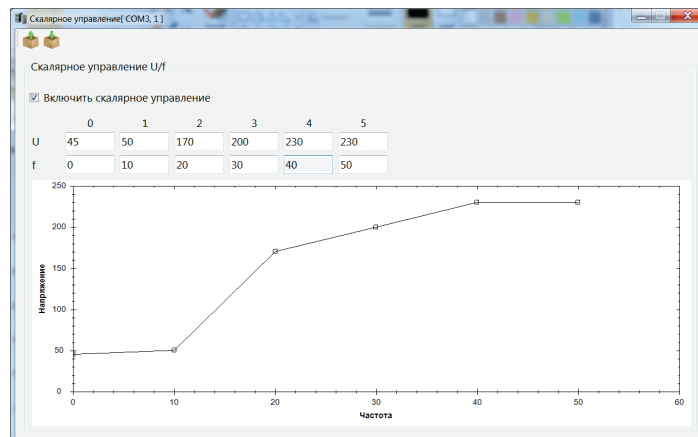 Скалярное управление[ COM3, 1 ]
Скалярное управление U/f
Включить скалярное управление
0 1 2 3 4 5
U 45 50 170 200 230 230
f 0 10 20 30 40 50
250
200
150
100
50
0
Напряжение
0 10 20 30 40 50 60
Частота